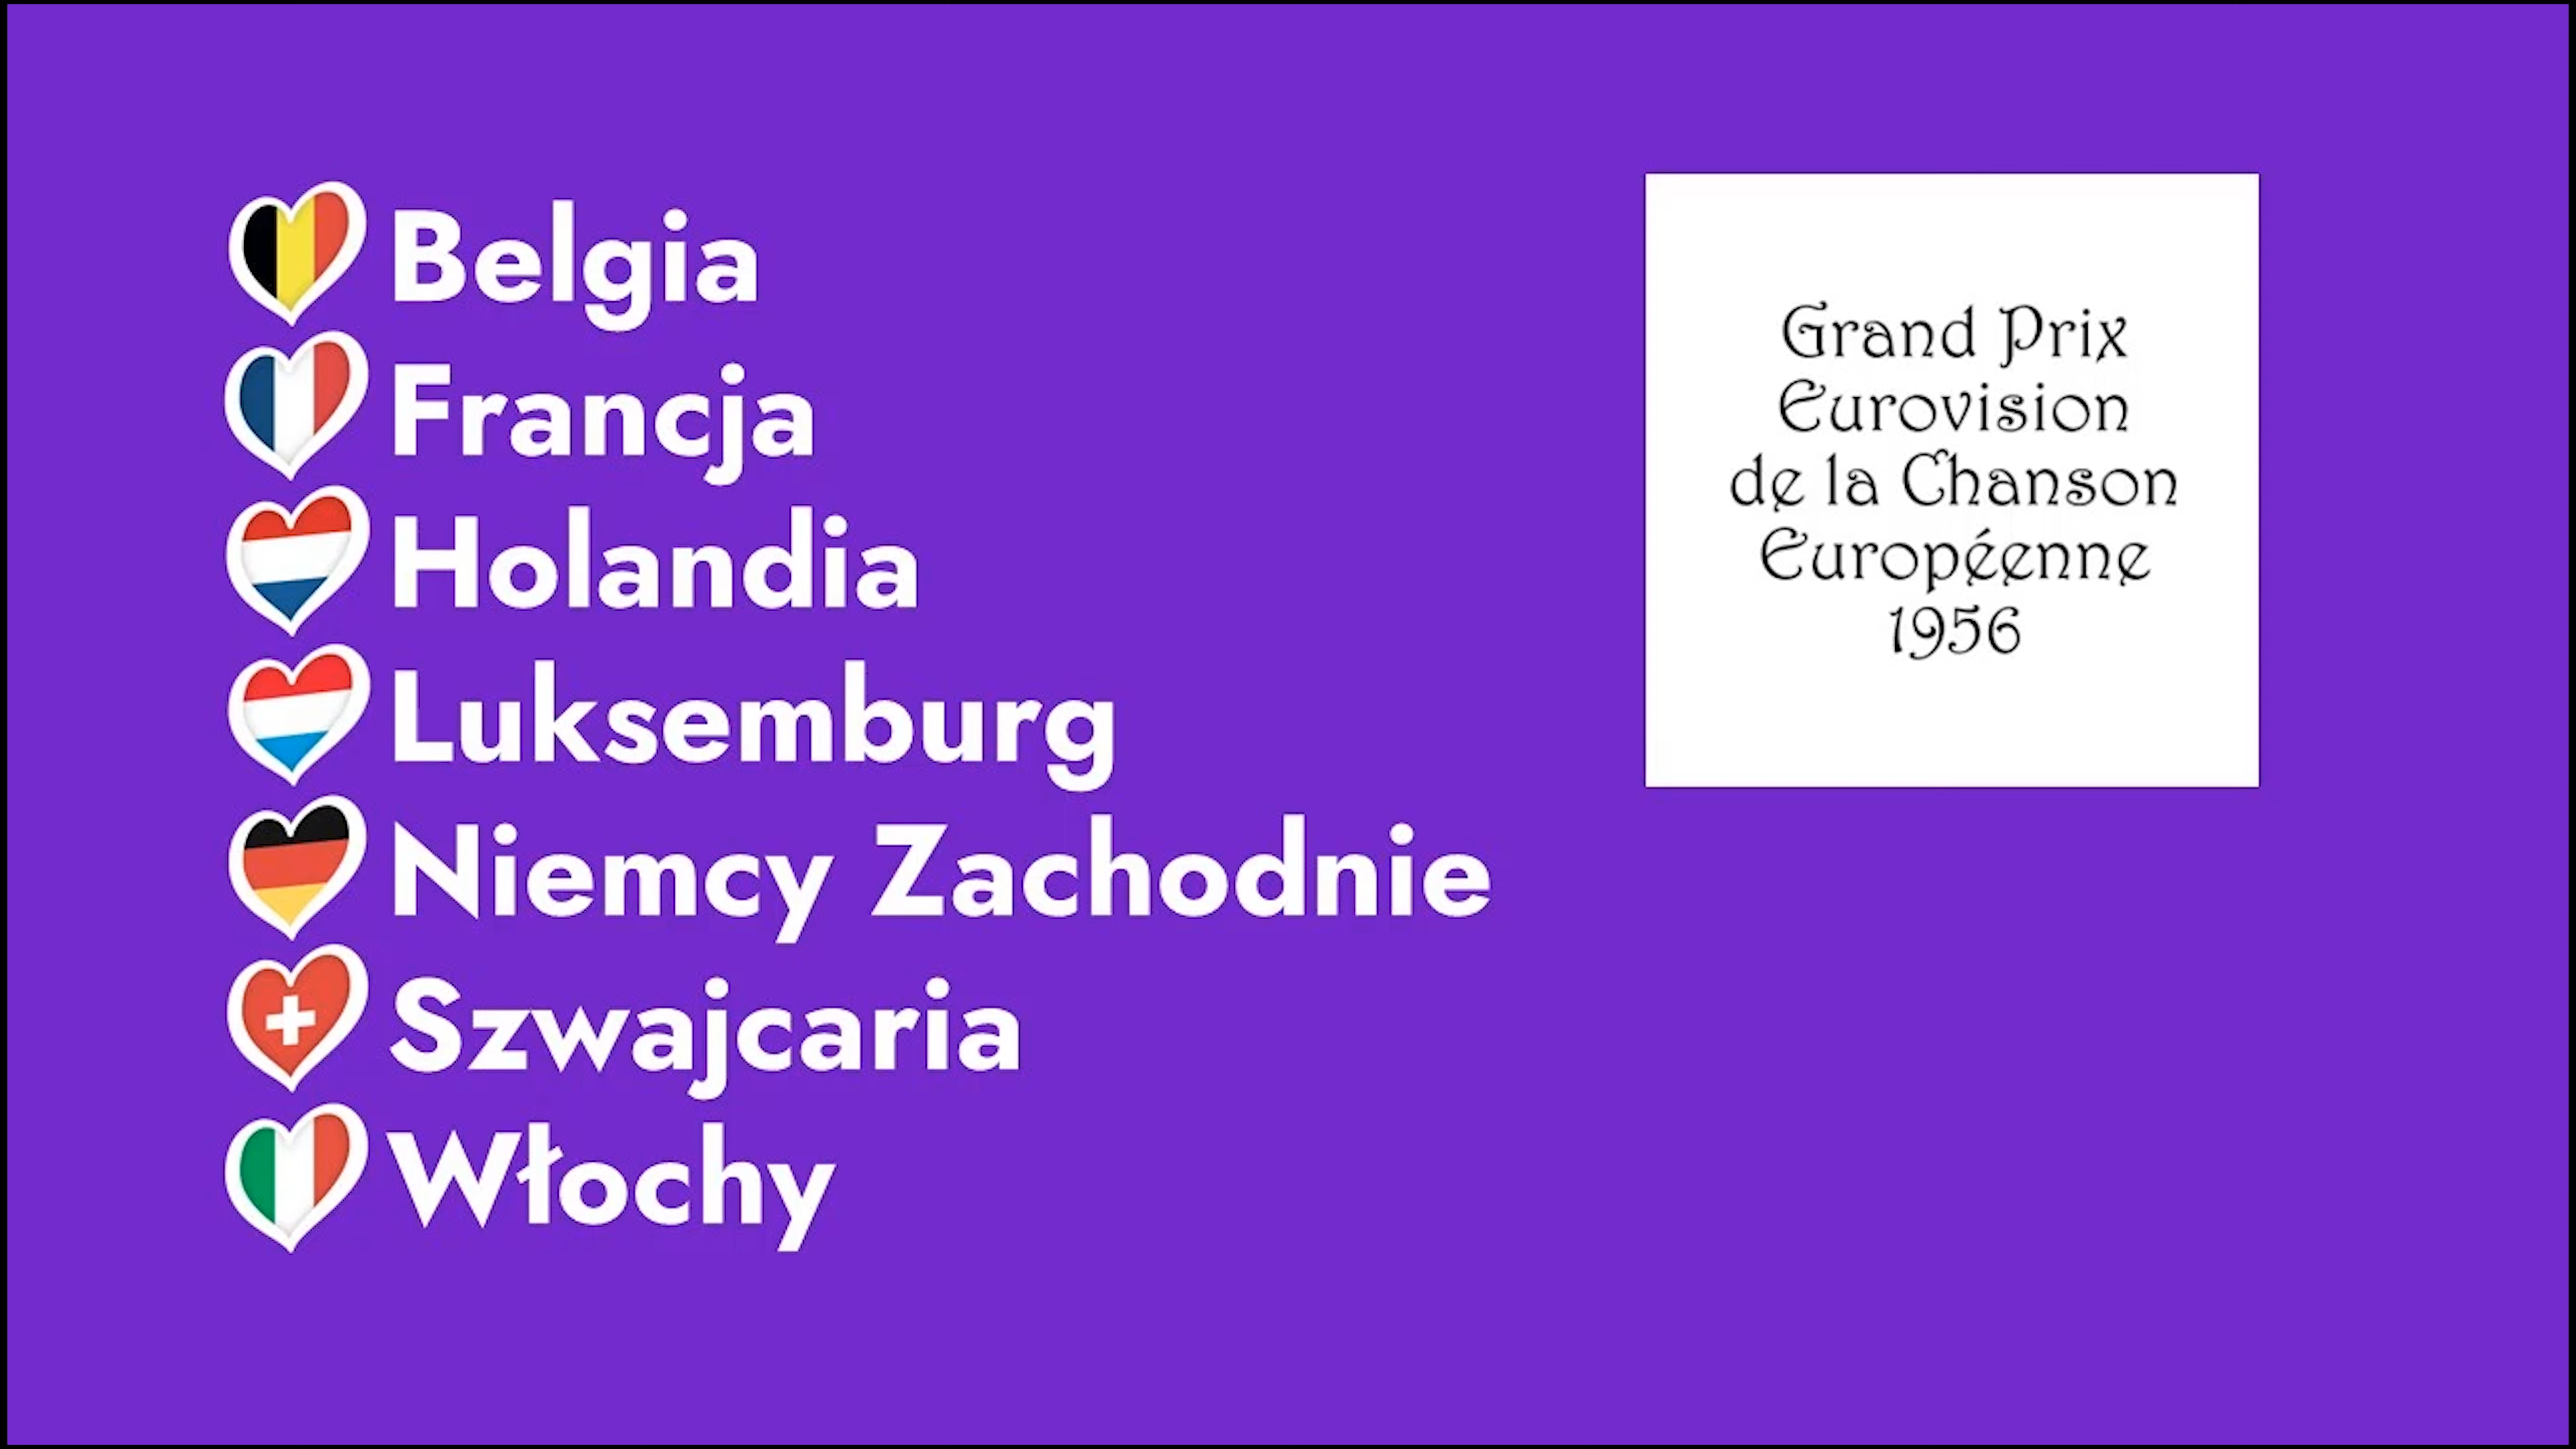 Belgia
Francja
Holandia
Luksemburg
Niemcy Zachodnie
Szwajcaria
Włochy
Grand Prix
Eurovision
de la Chanson
Européenne
1956